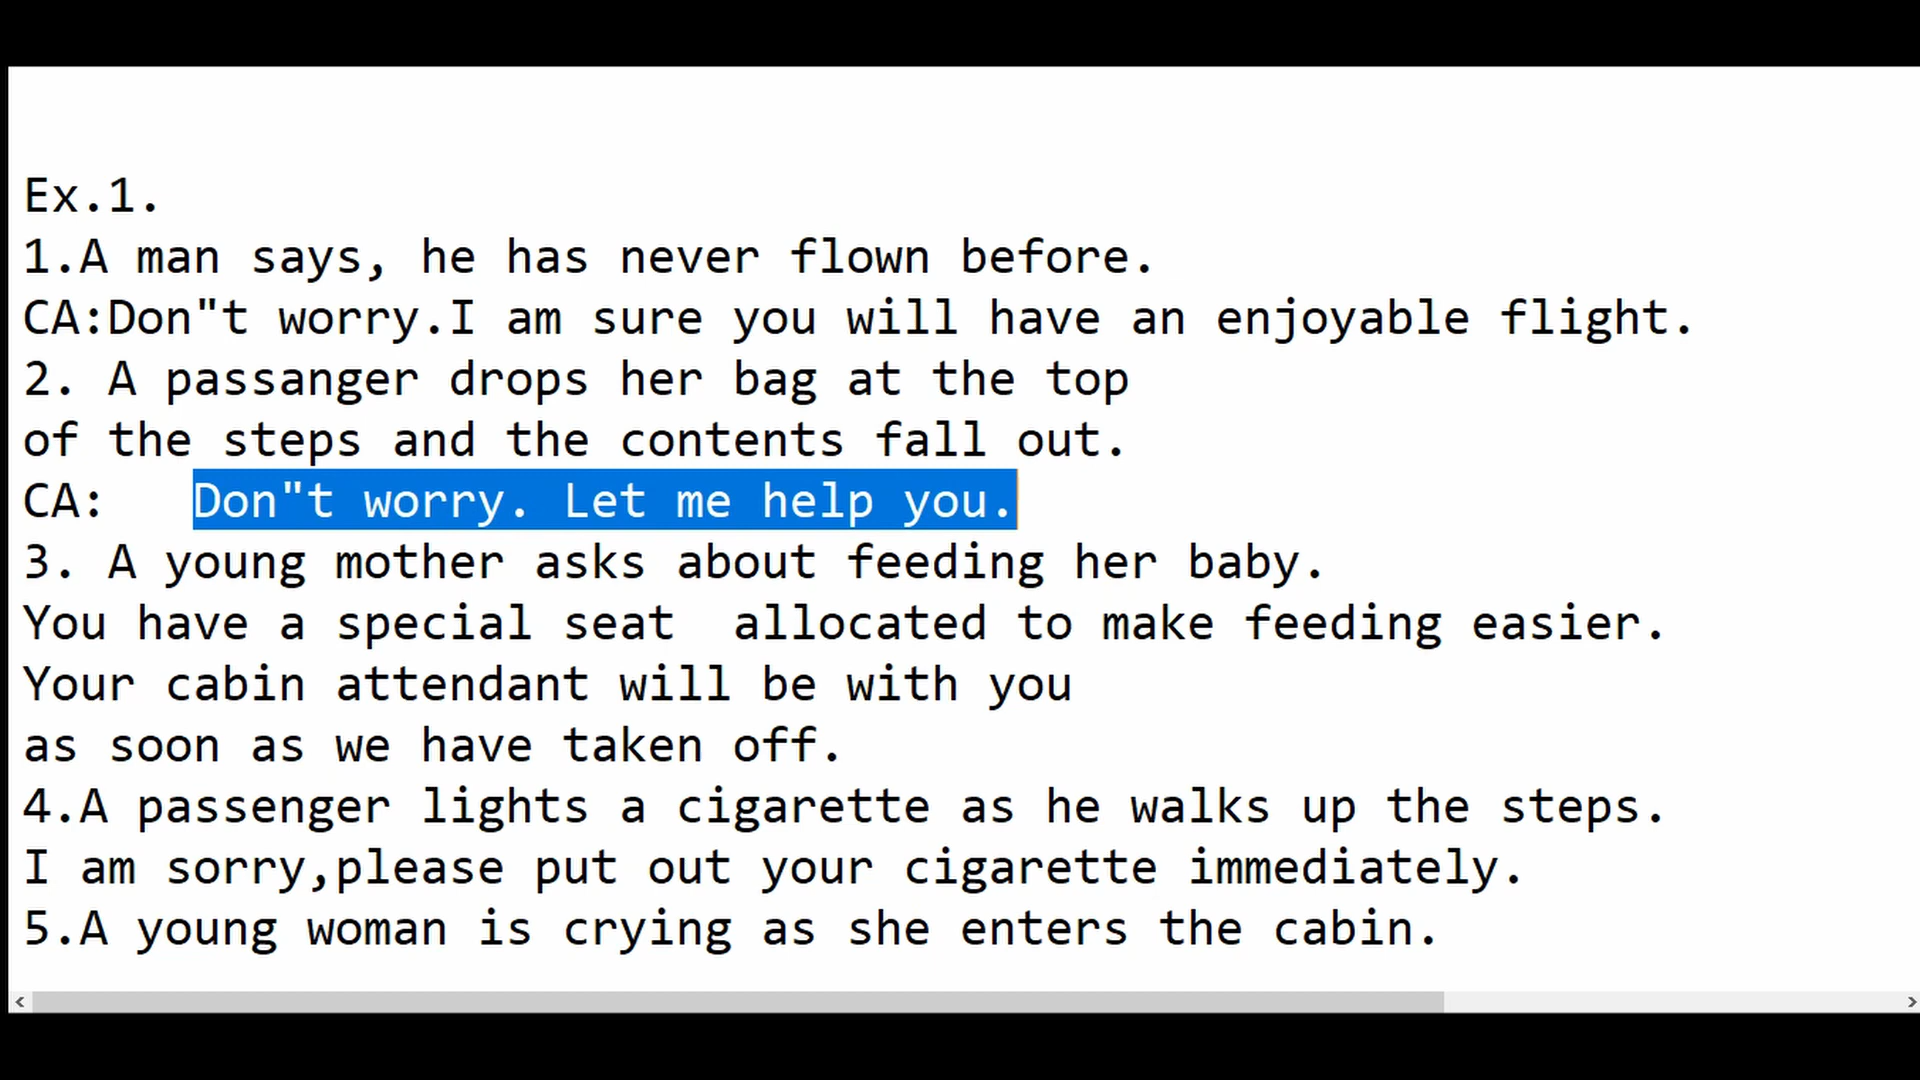 Ex.1.
1.A man says, he has never flown before.
CA:Don"t worry.I am sure you will have an enjoyable flight.
2. A passanger drops her bag at the top
of the steps and the contents fall out.
CA:   Don"t worry. Let me help you.
3. A young mother asks about feeding her baby.
You have a special seat  allocated to make feeding easier.
Your cabin attendant will be with you
as soon as we have taken off.
4.A passenger lights a cigarette as he walks up the steps.
I am sorry,please put out your cigarette immediately.
5.A young woman is crying as she enters the cabin.